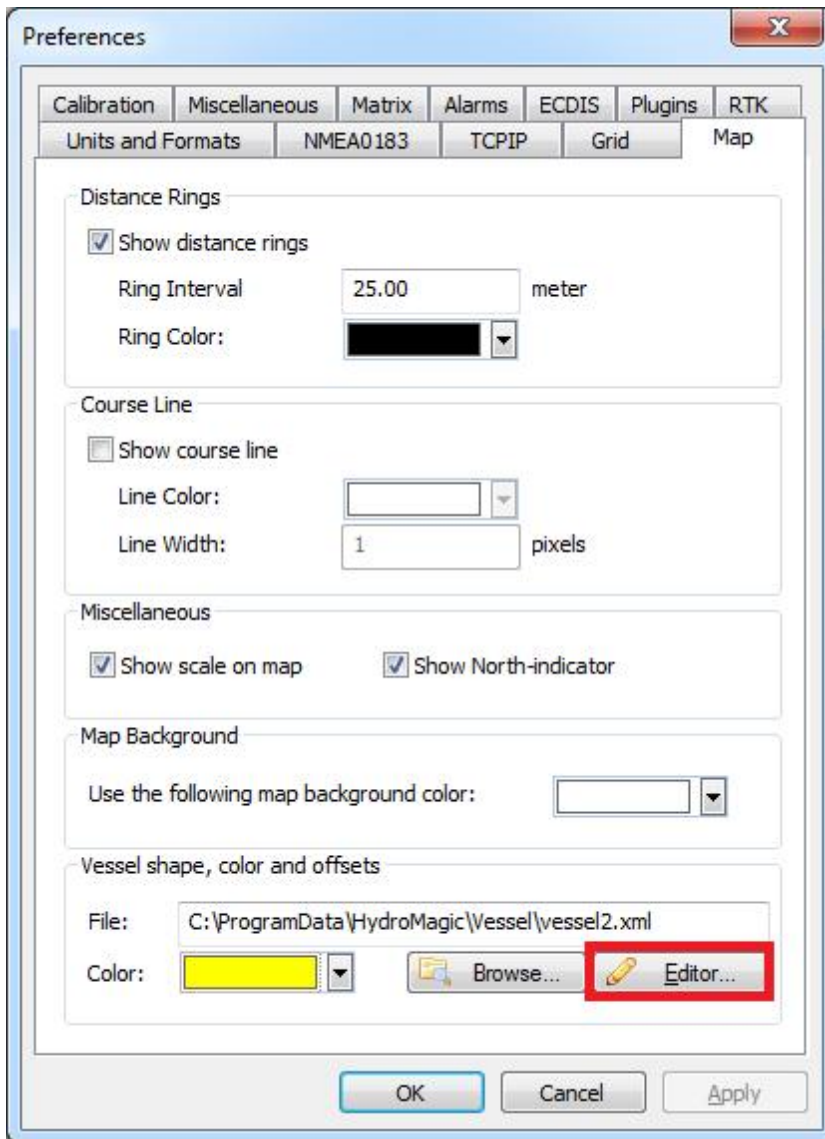 Preferences
Calibration Miscellaneous Matrix Alarms ECDIS Plugins RTK
Units and Formats NMEA0183 TCPIP Grid Map
Distance Rings
Show distance rings
Ring Interval 25.00 meter
Ring Color:
Course Line
Show course line
Line Color:
Line Width: 1 pixels
Miscellaneous
Show scale on map Show North-indicator
Map Background
Use the following map background color:
Vessel shape, color and offsets
File: C:\ProgramData\HydroMagic\Vessel\vessel2.xml
Color: Browse... Editor...
OK Cancel Apply